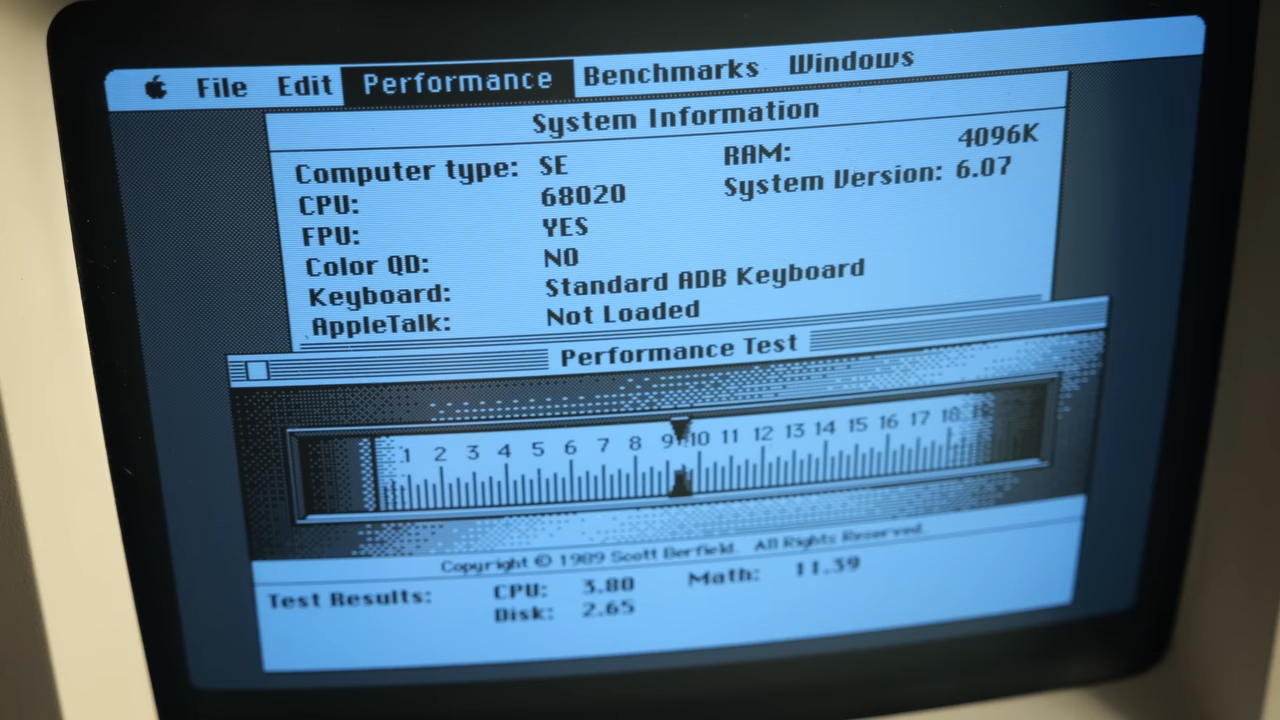 File Edit Performance Benchmarks Windows
System Information
Computer type: SE RAM: 4096K
CPU: 68020 System Version: 6.07
FPU: YES
Color QD: NO
Keyboard: Standard ADB Keyboard
AppleTalk: Not Loaded
Performance Test
1 2 3 4 5 6 7 8 9 10 11 12 13 14 15 16 17 18 19
Copyright © 1989 Scott Berfield. All Rights Reserved.
Test Results: CPU: 3.80 Math: 11.39
Disk: 2.65